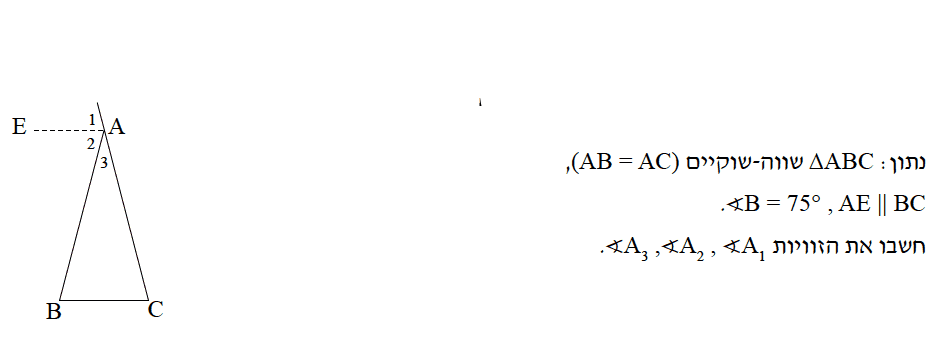 E
1
A
2
3
B
C
נתון: ΔABC שווה-שוקיים (AB = AC),
∢B = 75° , AE || BC.
חשבו את הזוויות ∢A₁ , ∢A₂, ∢A₃.